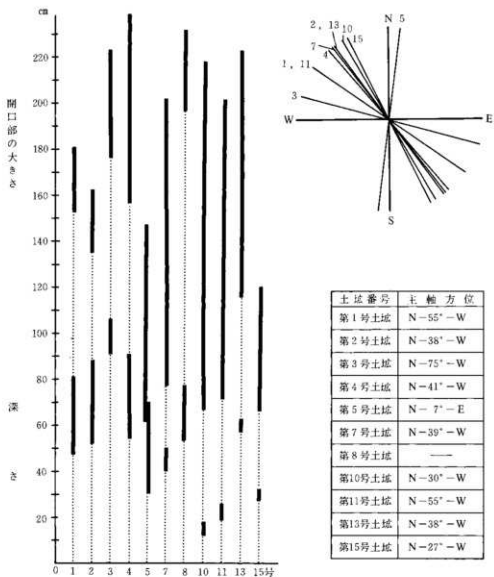 cm
220
200
180
160
140
120
100
80
60
40
20
開口部の大きさ
深さ
0 1 2 3 4 5 7 8 10 11 13 15号
N 5
2, 13 10
15
7
4
1, 11
3
W E
S
土坑番号 主軸方位
第1号土坑 N-55°-W
第2号土坑 N-38°-W
第3号土坑 N-75°-W
第4号土坑 N-41°-W
第5号土坑 N-7°-E
第7号土坑 N-39°-W
第8号土坑 ——
第10号土坑 N-30°-W
第11号土坑 N-55°-W
第13号土坑 N-38°-W
第15号土坑 N-27°-W